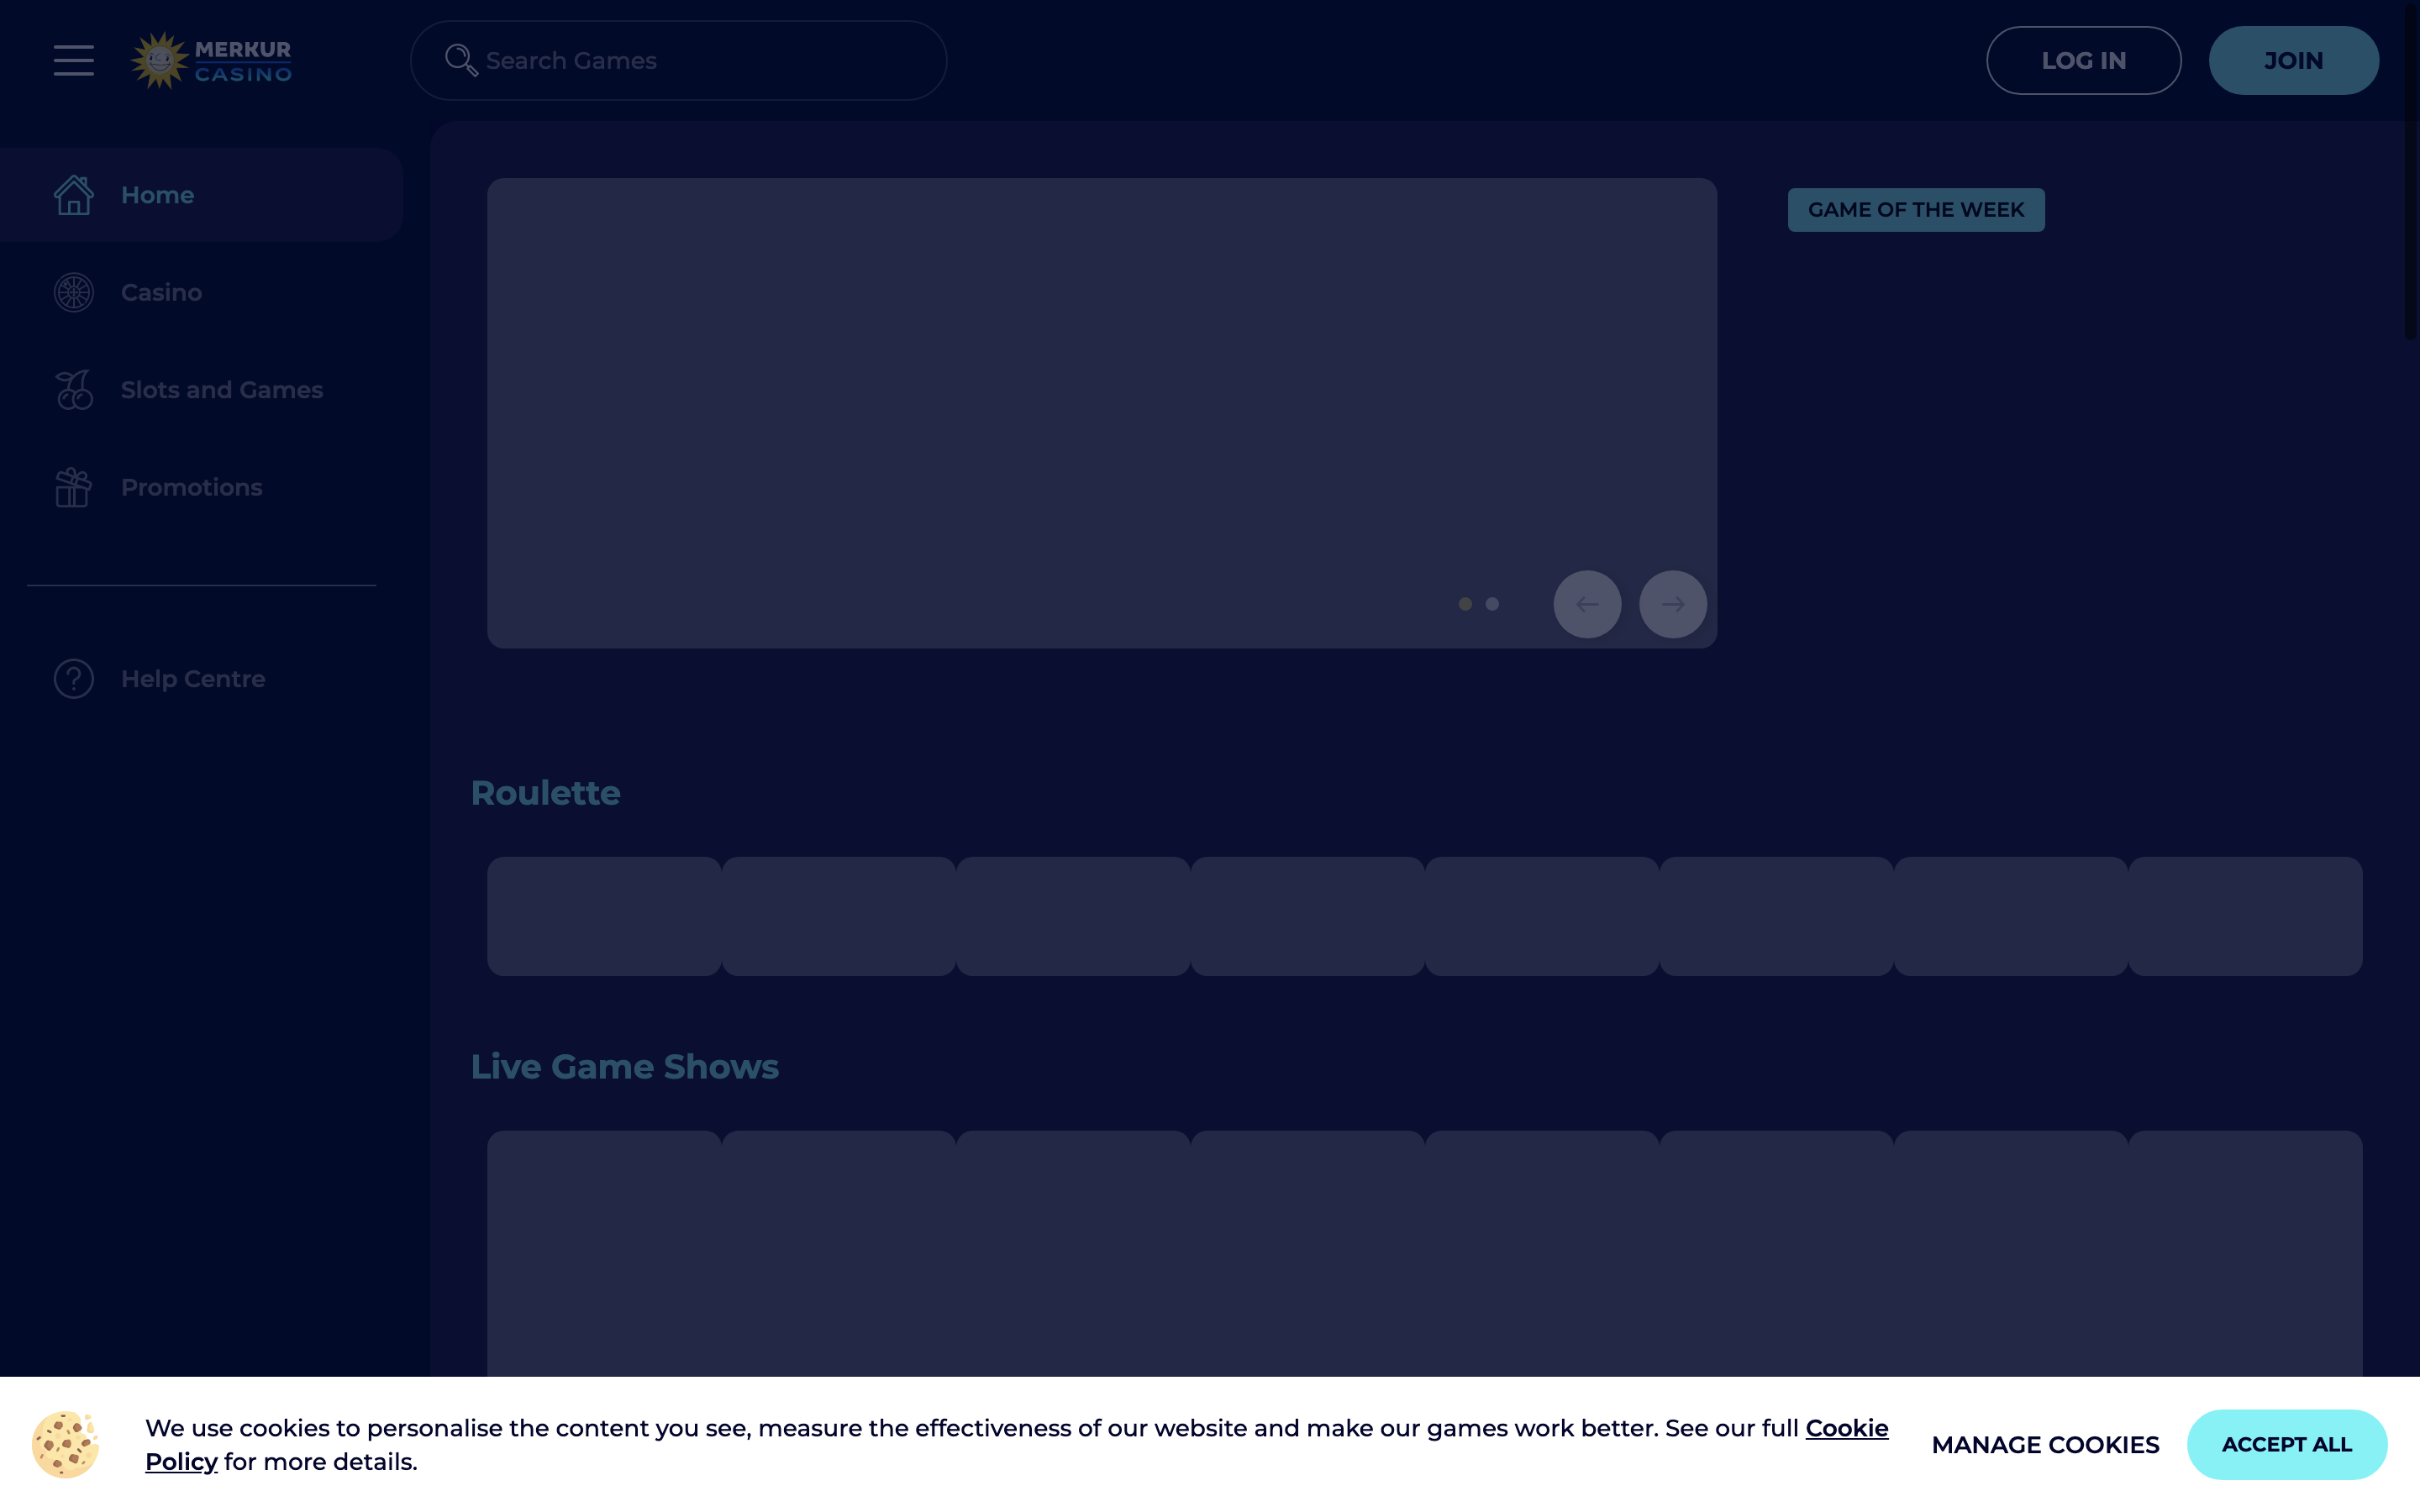 MERKUR
CASINO
Search Games
LOG IN
JOIN
Home
Casino
Slots and Games
Promotions
Help Centre
GAME OF THE WEEK
Roulette
Live Game Shows
We use cookies to personalise the content you see, measure the effectiveness of our website and make our games work better. See our full Cookie
Policy for more details.
MANAGE COOKIES
ACCEPT ALL